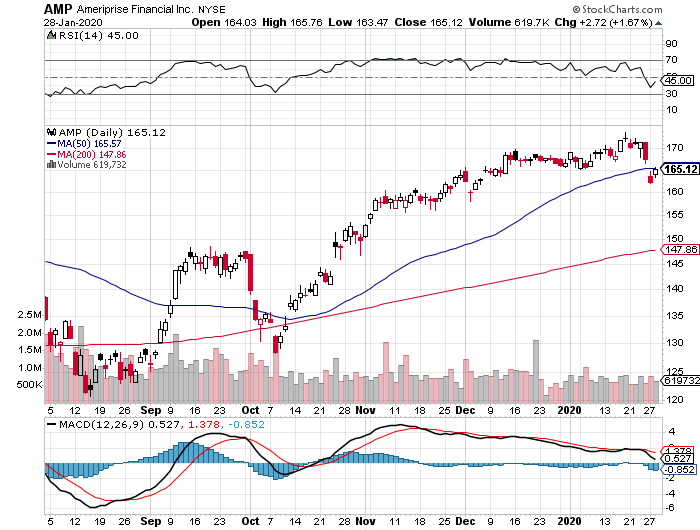 AMP Ameriprise Financial Inc. NYSE © StockCharts.com
28-Jan-2020 Open 164.03 High 165.76 Low 163.47 Close 165.12 Volume 619.7K Chg +2.72 (+1.67%)
RSI(14) 45.00
90
70
50
45.00
30
10
AMP (Daily) 165.12
MA(50) 165.57
MA(200) 147.86
Volume 619,732
170
165.12
160
155
150
147.86
145
140
135
130
125
120
2.5M
2.0M
1.5M
1.0M
500K
619732
5 12 19 26 Sep 9 16 23 Oct 7 14 21 28 Nov 11 18 25 Dec 9 16 23 2020 13 21 27
MACD(12,26,9) 0.527, 1.378, -0.852
4
2
1.378
0.527
-0.852
-2
-4
-6
5 12 19 26 Sep 9 16 23 Oct 7 14 21 28 Nov 11 18 25 Dec 9 16 23 2020 13 21 27